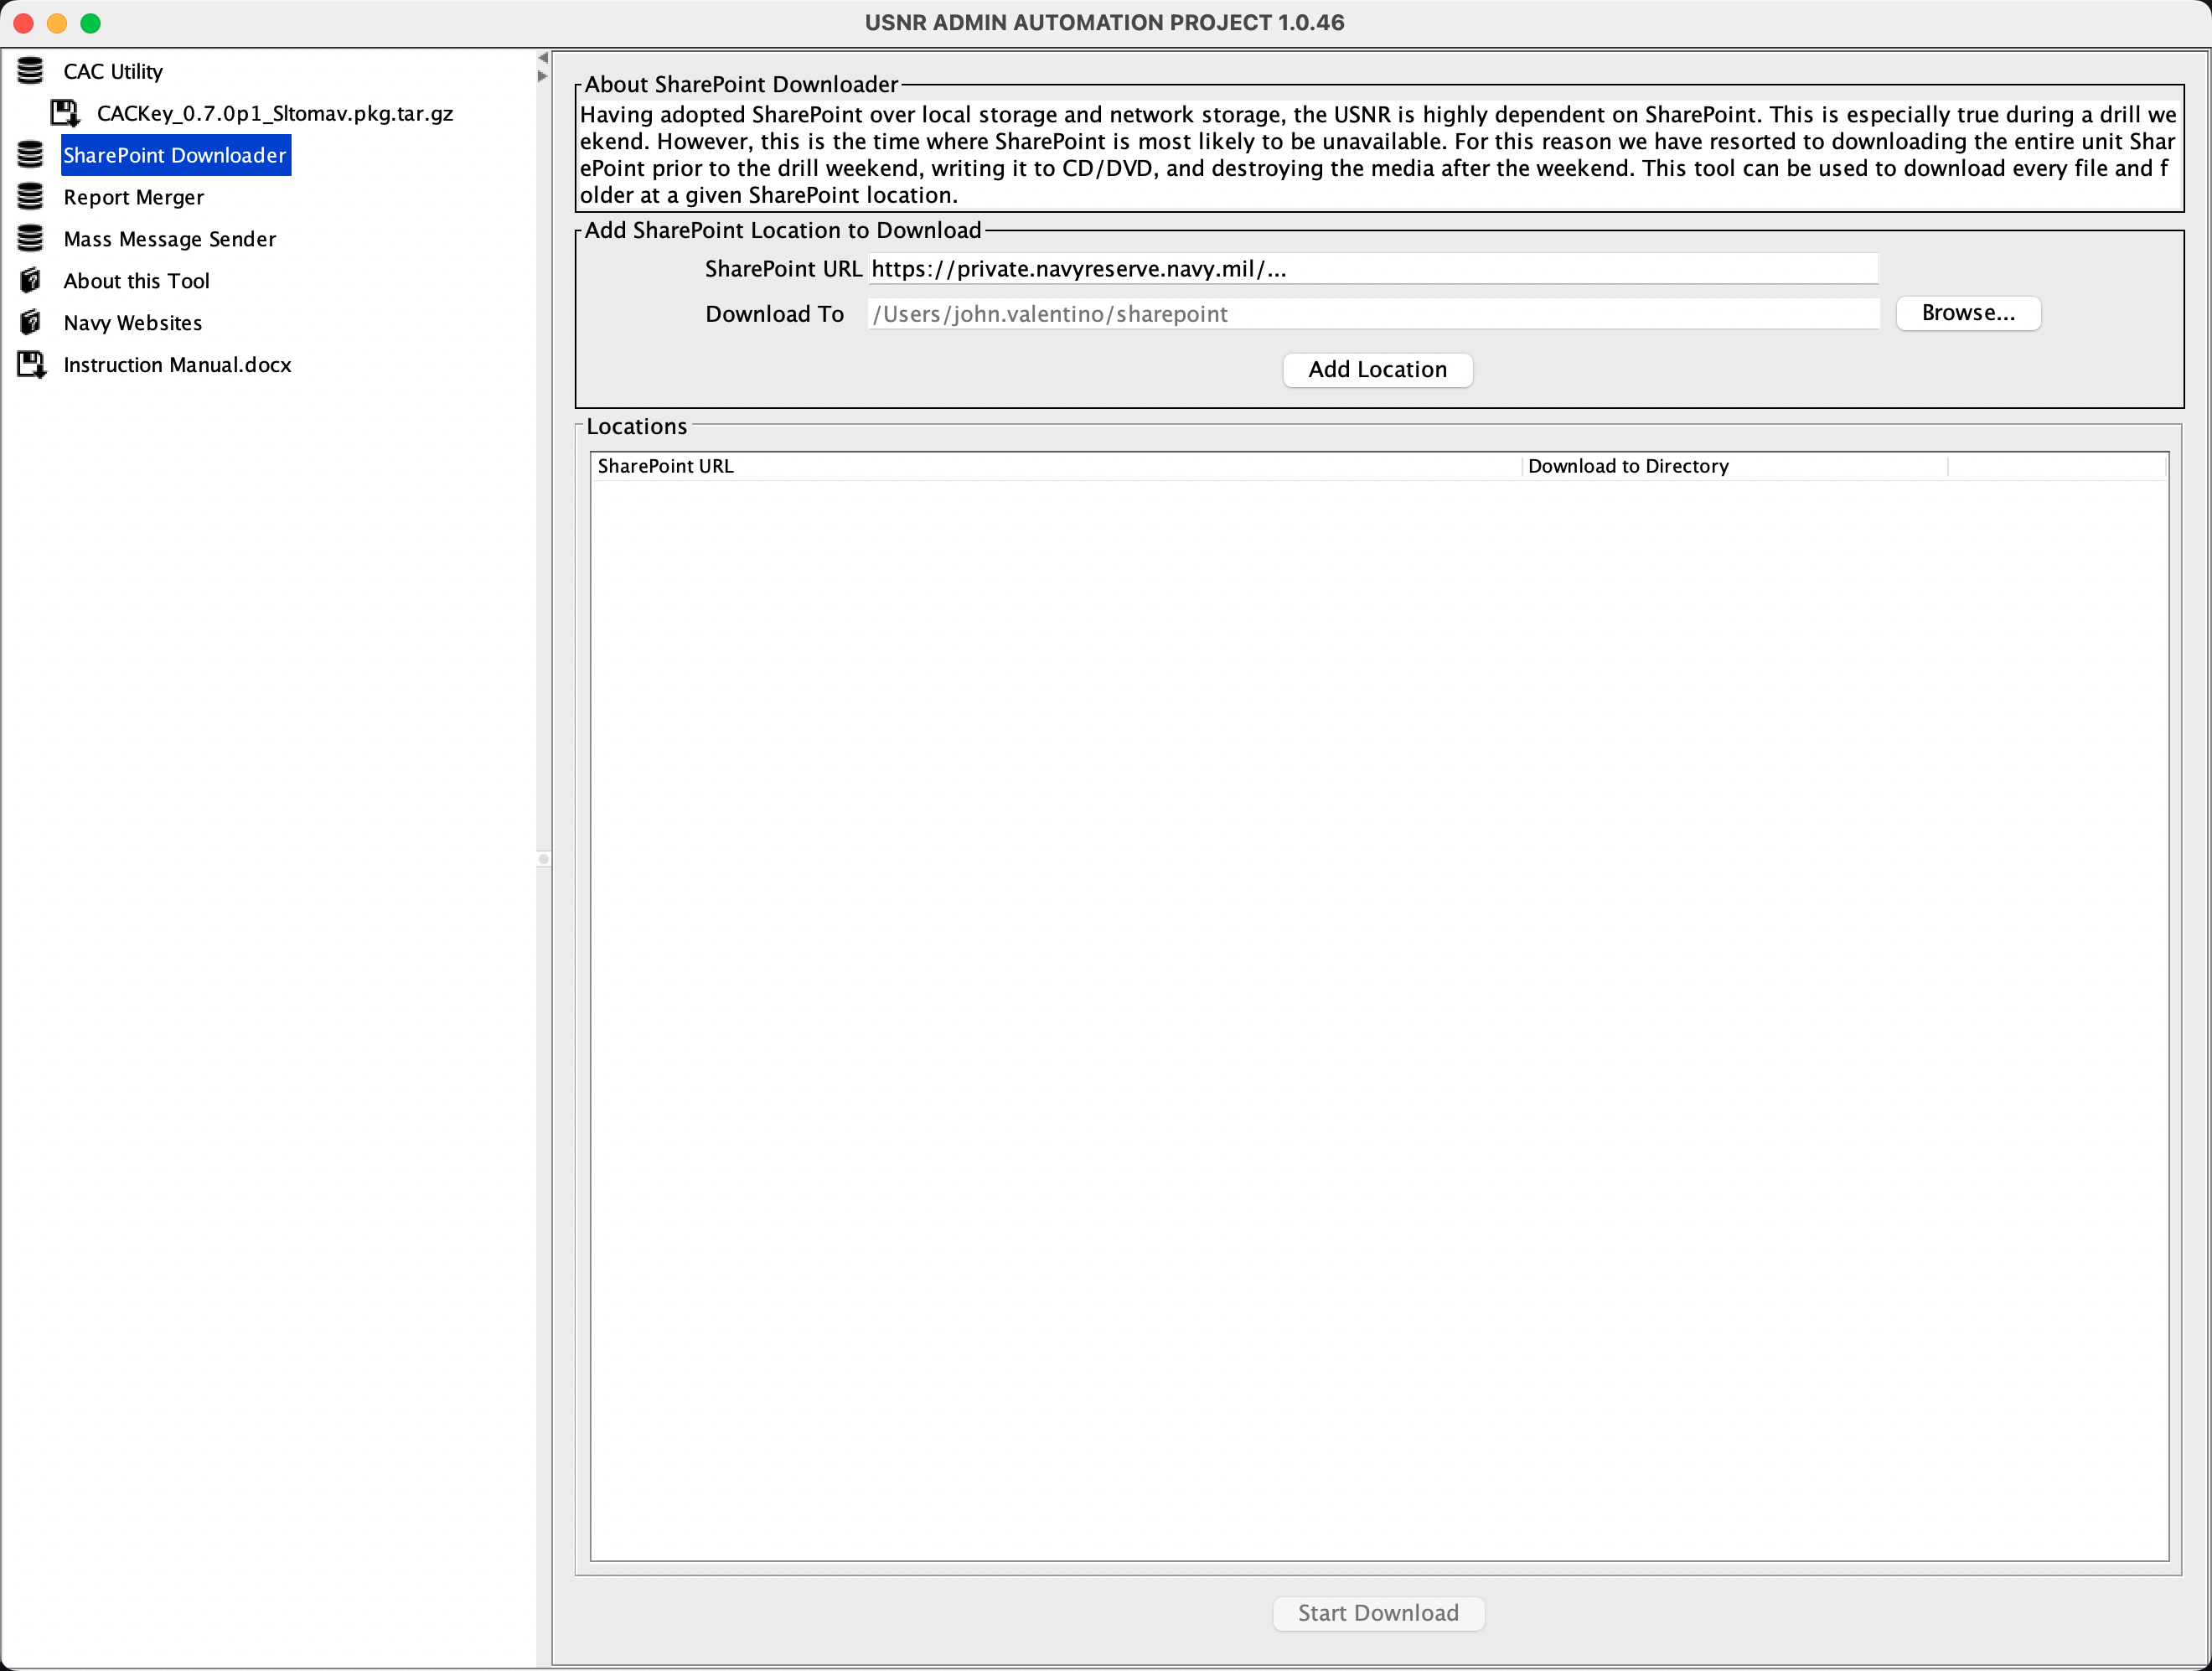 USNR ADMIN AUTOMATION PROJECT 1.0.46
CAC Utility
CACKey_0.7.0p1_Sltomav.pkg.tar.gz
SharePoint Downloader
Report Merger
Mass Message Sender
About this Tool
Navy Websites
Instruction Manual.docx
About SharePoint Downloader
Having adopted SharePoint over local storage and network storage, the USNR is highly dependent on SharePoint. This is especially true during a drill we
ekend. However, this is the time where SharePoint is most likely to be unavailable. For this reason we have resorted to downloading the entire unit Shar
ePoint prior to the drill weekend, writing it to CD/DVD, and destroying the media after the weekend. This tool can be used to download every file and f
older at a given SharePoint location.
Add SharePoint Location to Download
SharePoint URL https://private.navyreserve.navy.mil/...
Download To /Users/john.valentino/sharepoint Browse...
Add Location
Locations
SharePoint URL Download to Directory
Start Download